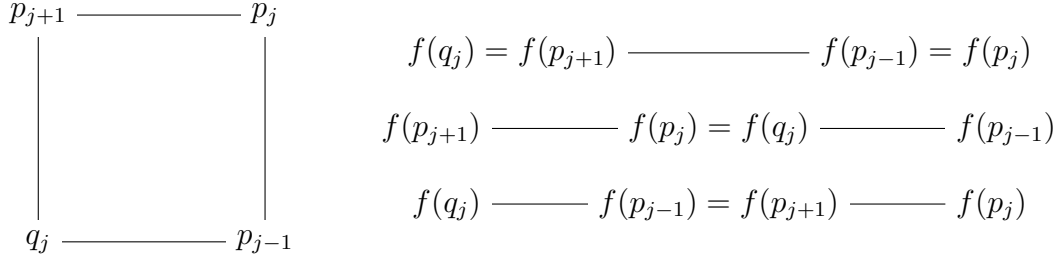 p_{j+1} p_j
q_j p_{j-1}
f(q_j) = f(p_{j+1}) f(p_{j-1}) = f(p_j)
f(p_{j+1}) f(p_j) = f(q_j) f(p_{j-1})
f(q_j) f(p_{j-1}) = f(p_{j+1}) f(p_j)